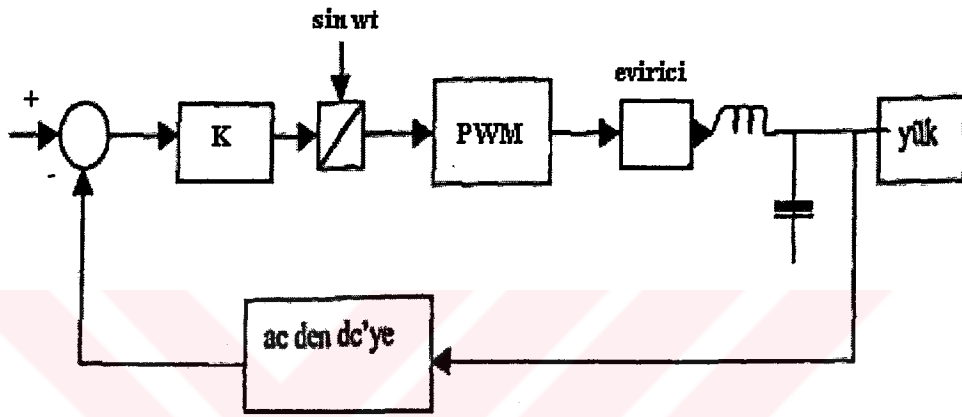 sin wt
evirici
+
K
PWM
yük
-
ac den dc'ye